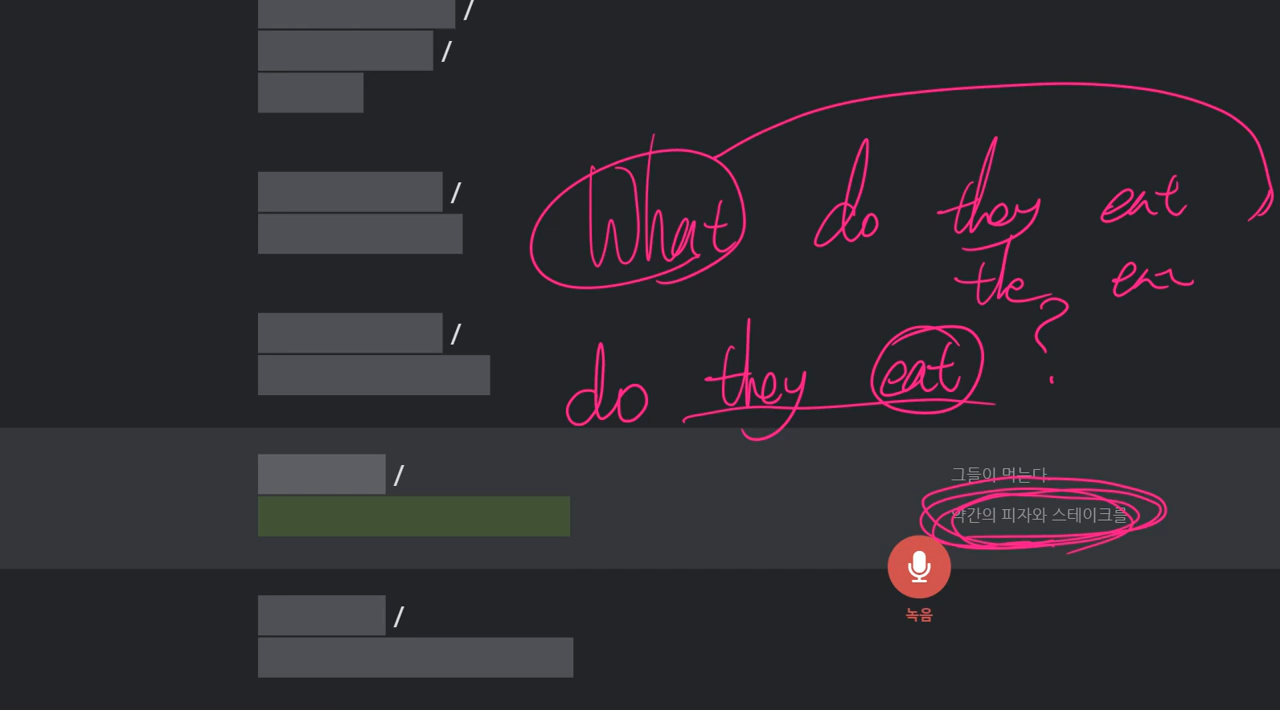 /
/
/
What do they eat
the
/
do they eat ?
/
그들이 먹는다
약간의 피자와 스테이크를
녹음
/